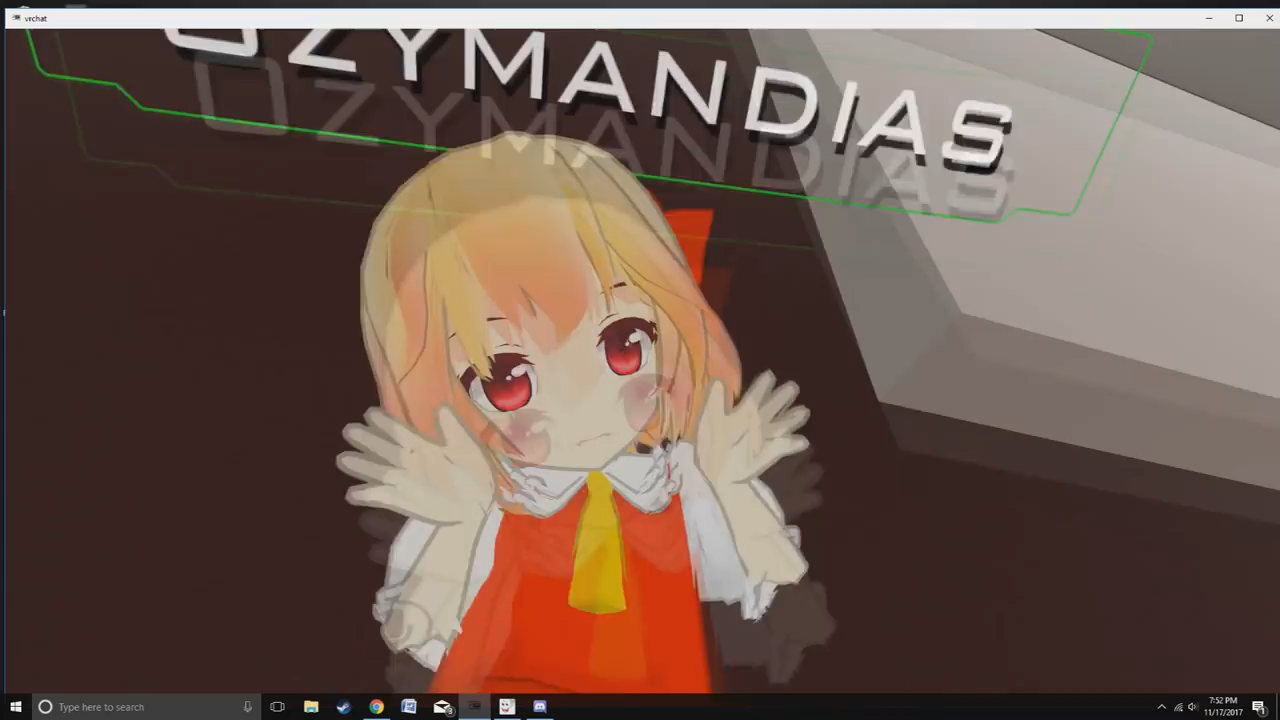 vrchat
OZYMANDIAS
Type here to search
7:52 PM
11/17/2017